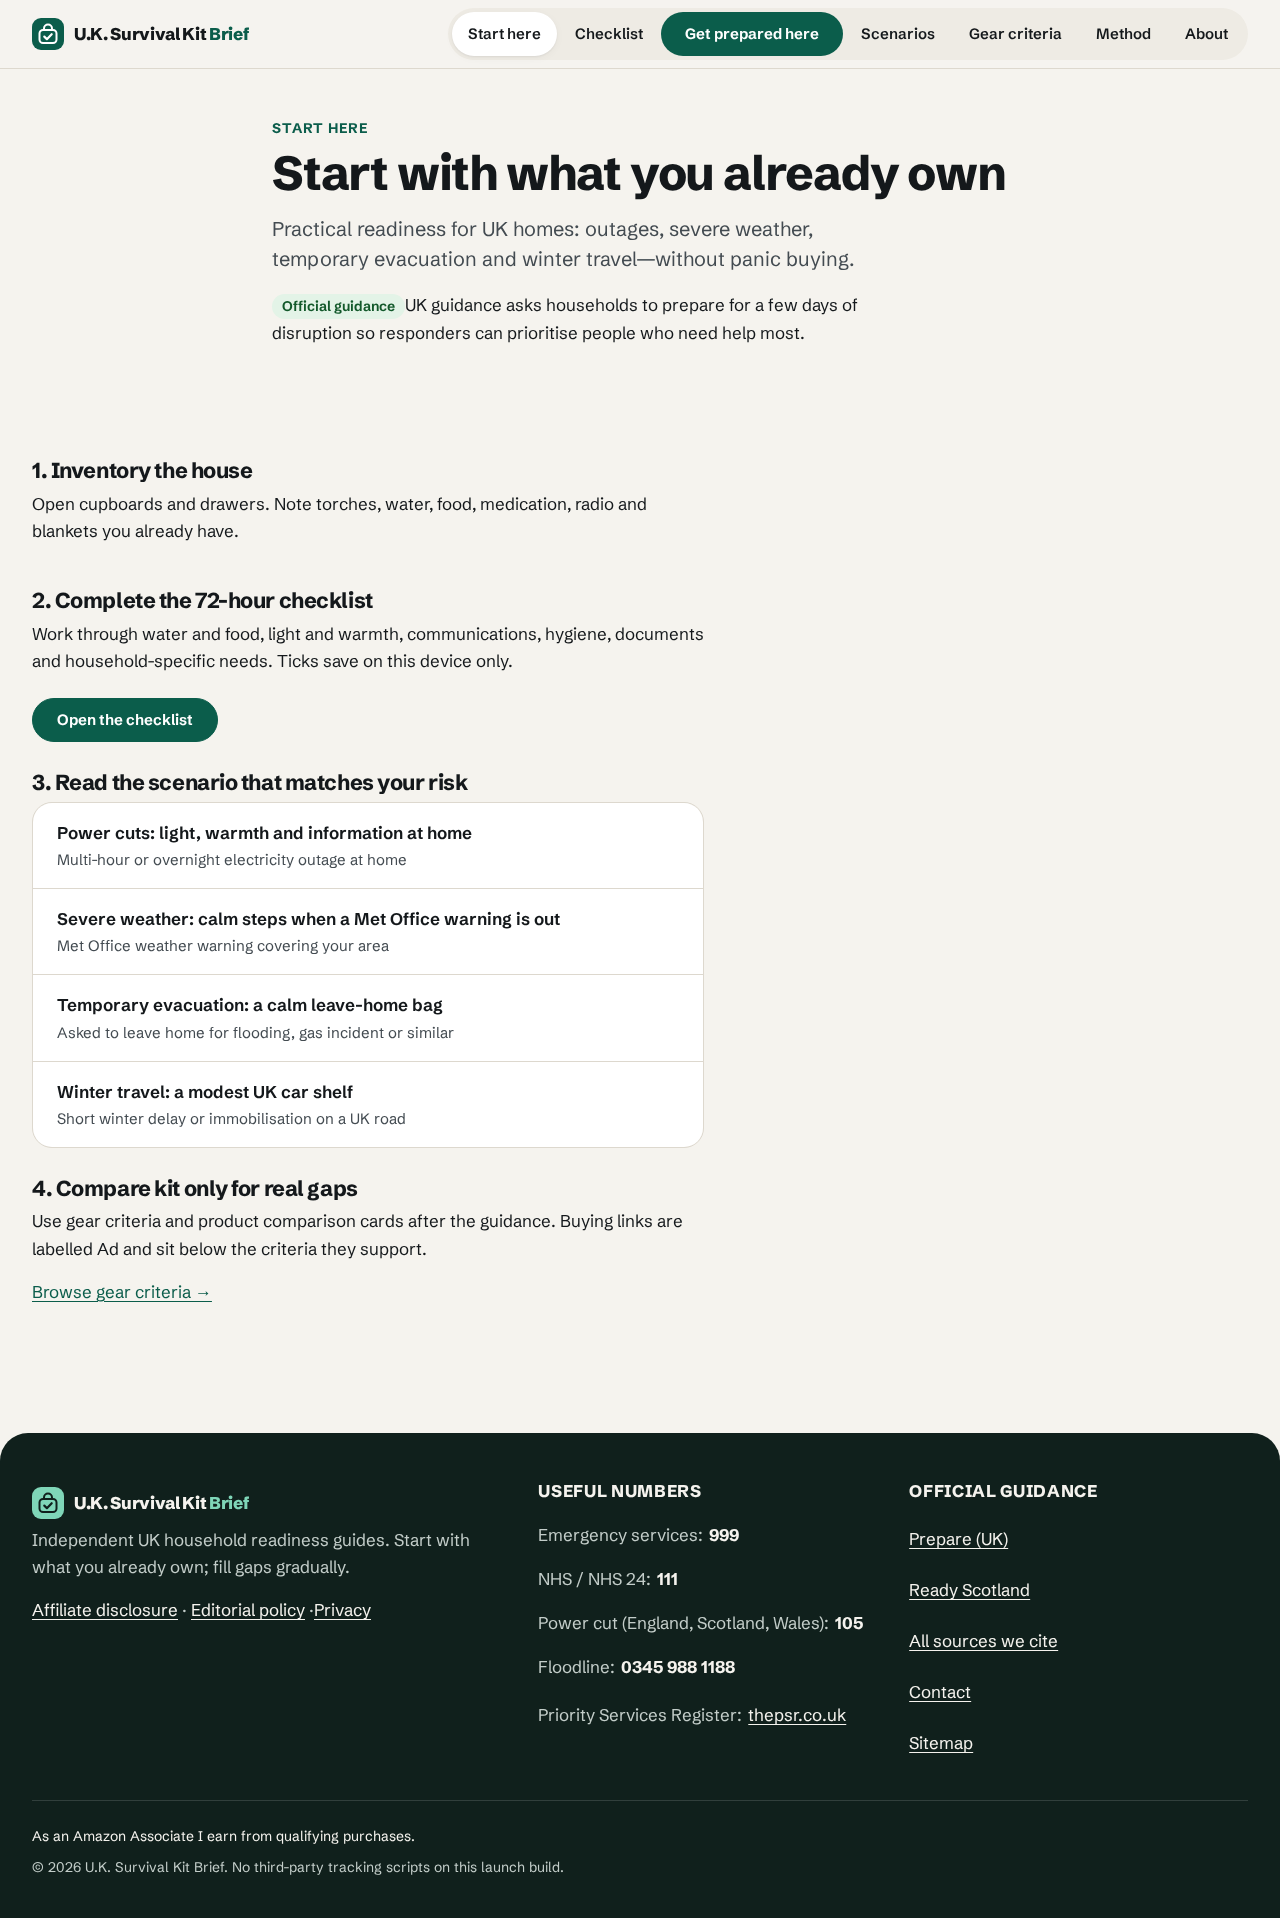 U.K. Survival Kit Brief
Start here
Checklist
Get prepared here
Scenarios
Gear criteria
Method
About
START HERE
Start with what you already own
Practical readiness for UK homes: outages, severe weather,
temporary evacuation and winter travel—without panic buying.
Official guidance UK guidance asks households to prepare for a few days of
disruption so responders can prioritise people who need help most.
1. Inventory the house
Open cupboards and drawers. Note torches, water, food, medication, radio and
blankets you already have.
2. Complete the 72-hour checklist
Work through water and food, light and warmth, communications, hygiene, documents
and household-specific needs. Ticks save on this device only.
Open the checklist
3. Read the scenario that matches your risk
Power cuts: light, warmth and information at home
Multi-hour or overnight electricity outage at home
Severe weather: calm steps when a Met Office warning is out
Met Office weather warning covering your area
Temporary evacuation: a calm leave-home bag
Asked to leave home for flooding, gas incident or similar
Winter travel: a modest UK car shelf
Short winter delay or immobilisation on a UK road
4. Compare kit only for real gaps
Use gear criteria and product comparison cards after the guidance. Buying links are
labelled Ad and sit below the criteria they support.
Browse gear criteria →
U.K. Survival Kit Brief
Independent UK household readiness guides. Start with
what you already own; fill gaps gradually.
Affiliate disclosure · Editorial policy ·Privacy
USEFUL NUMBERS
Emergency services: 999
NHS / NHS 24: 111
Power cut (England, Scotland, Wales): 105
Floodline: 0345 988 1188
Priority Services Register: thepsr.co.uk
OFFICIAL GUIDANCE
Prepare (UK)
Ready Scotland
All sources we cite
Contact
Sitemap
As an Amazon Associate I earn from qualifying purchases.
© 2026 U.K. Survival Kit Brief. No third-party tracking scripts on this launch build.